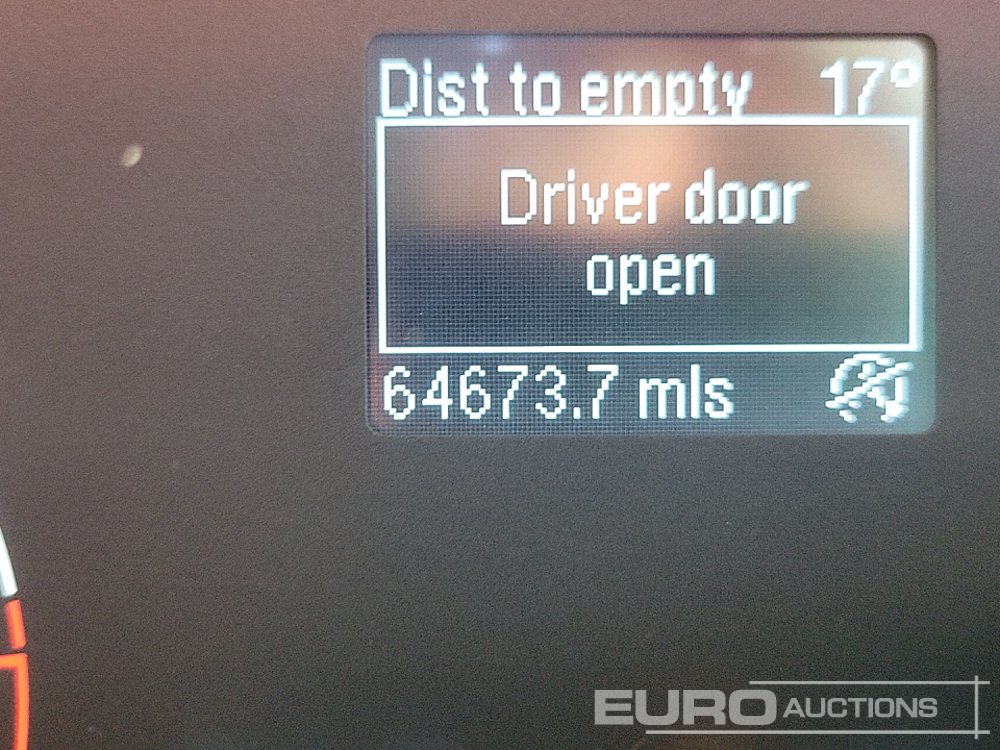 Dist to empty 17°
Driver door
open
64673.7 mls
EURO AUCTIONS